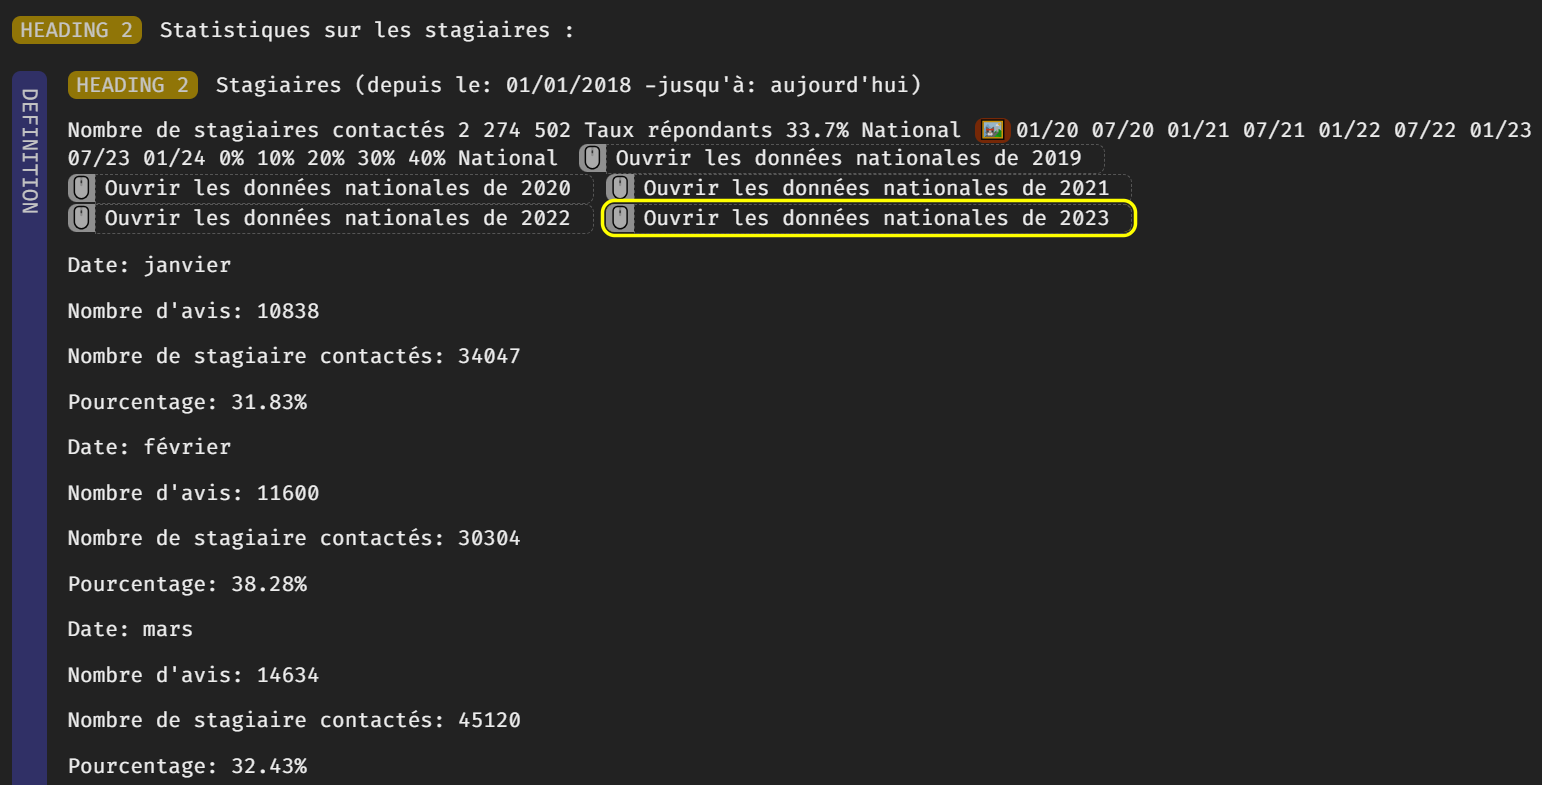 HEADING 2 Statistiques sur les stagiaires :
DEFINITION
HEADING 2 Stagiaires (depuis le: 01/01/2018 -jusqu'à: aujourd'hui)
Nombre de stagiaires contactés 2 274 502 Taux répondants 33.7% National 01/20 07/20 01/21 07/21 01/22 07/22 01/23
07/23 01/24 0% 10% 20% 30% 40% National Ouvrir les données nationales de 2019
Ouvrir les données nationales de 2020 Ouvrir les données nationales de 2021
Ouvrir les données nationales de 2022 Ouvrir les données nationales de 2023
Date: janvier
Nombre d'avis: 10838
Nombre de stagiaire contactés: 34047
Pourcentage: 31.83%
Date: février
Nombre d'avis: 11600
Nombre de stagiaire contactés: 30304
Pourcentage: 38.28%
Date: mars
Nombre d'avis: 14634
Nombre de stagiaire contactés: 45120
Pourcentage: 32.43%